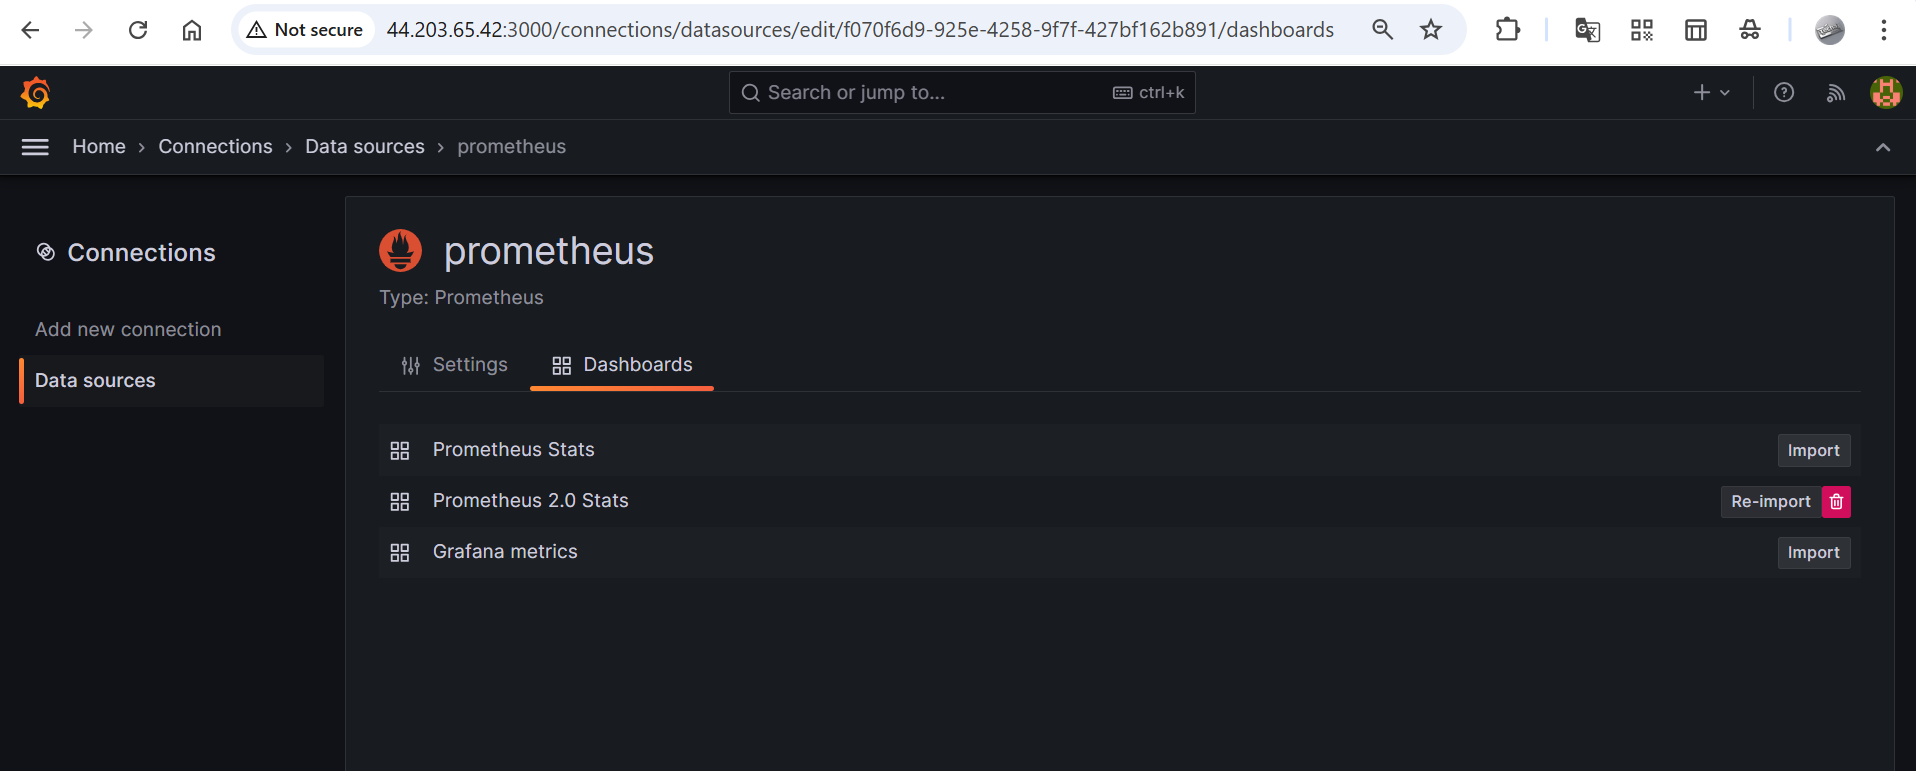 Not secure 44.203.65.42:3000/connections/datasources/edit/f070f6d9-925e-4258-9f7f-427bf162b891/dashboards
Search or jump to... ctrl+k
Home › Connections › Data sources › prometheus
Connections
Add new connection
Data sources
prometheus
Type: Prometheus
Settings Dashboards
Prometheus Stats Import
Prometheus 2.0 Stats Re-import
Grafana metrics Import